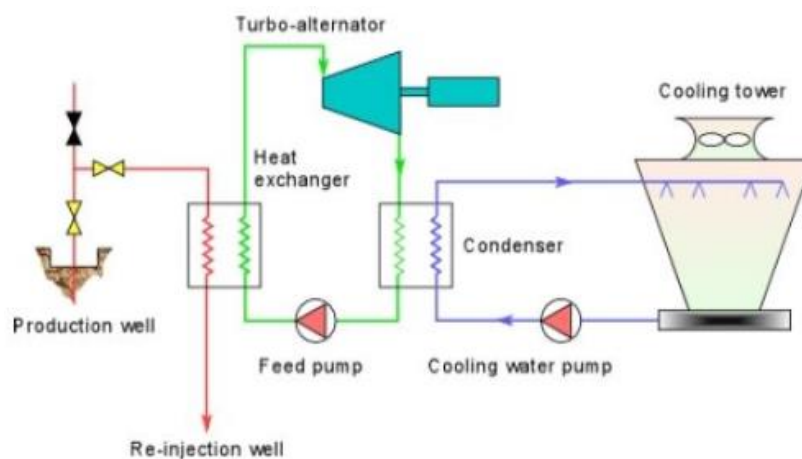 Turbo-alternator
Cooling tower
Heat
exchanger
Condenser
Production well
Feed pump
Cooling water pump
Re-injection well